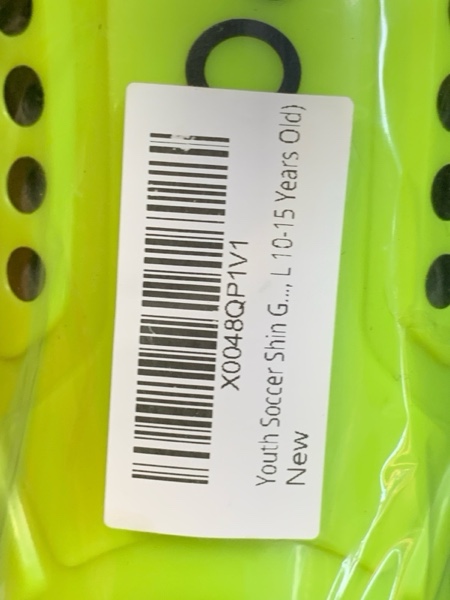 X0048QP1V1
Youth Soccer Shin G..., L 10-15 Years Old)
New